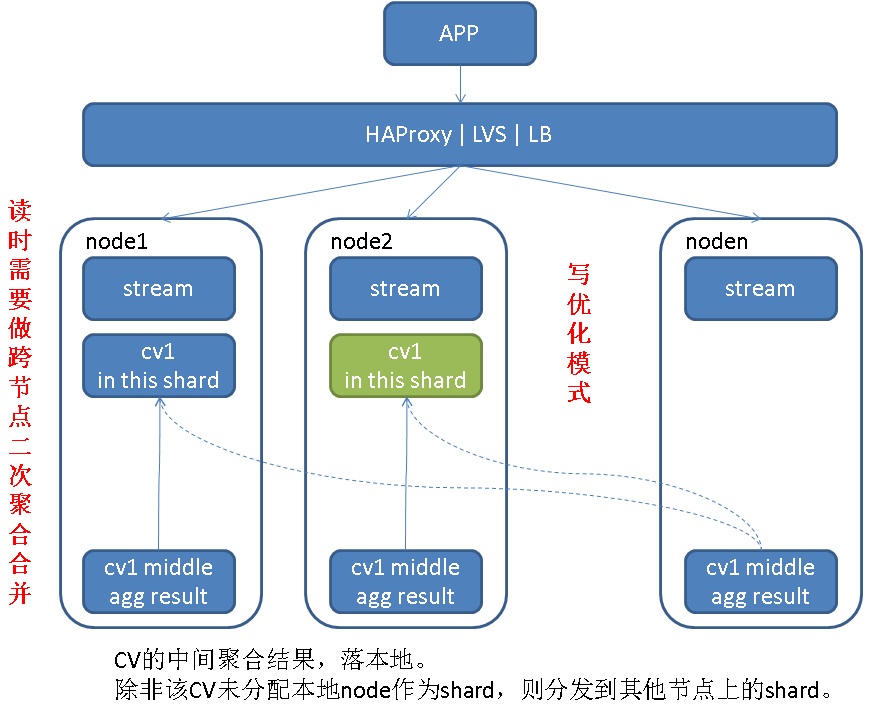 APP
HAProxy | LVS | LB
读时需要做跨节点二次聚合合并
node1
stream
cv1
in this shard
cv1 middle
agg result
node2
stream
cv1
in this shard
cv1 middle
agg result
写优化模式
noden
stream
cv1 middle
agg result
CV的中间聚合结果，落本地。
除非该CV未分配本地node作为shard，则分发到其他节点上的shard。